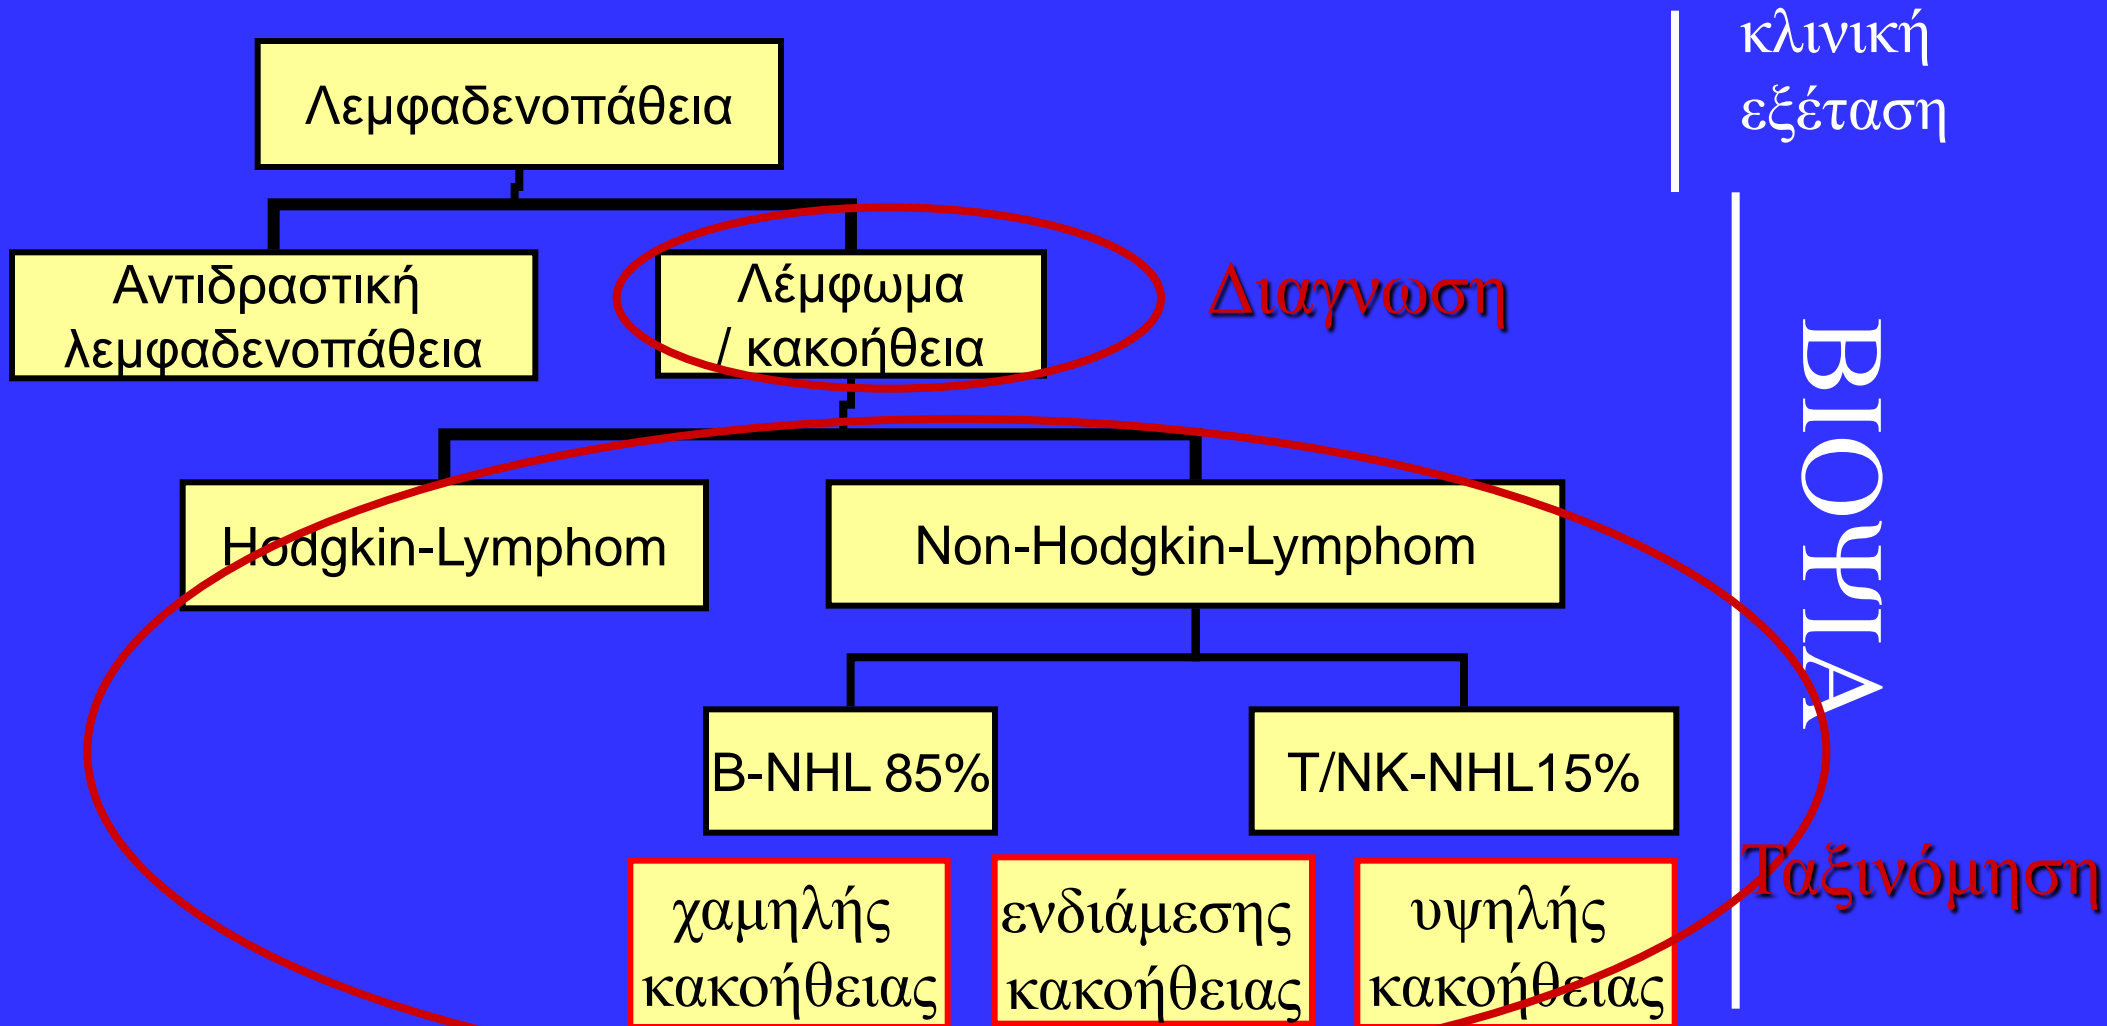 κλινική
εξέταση
Λεμφαδενοπάθεια
Αντιδραστική
λεμφαδενοπάθεια
Λέμφωμα
/ κακοήθεια
Διαγνωση
ΒΙΟΨΙΑ
Hodgkin-Lymphom
Non-Hodgkin-Lymphom
B-NHL 85%
T/NK-NHL15%
Ταξινόμηση
χαμηλής
κακοήθειας
ενδιάμεσης
κακοήθειας
υψηλής
κακοήθειας